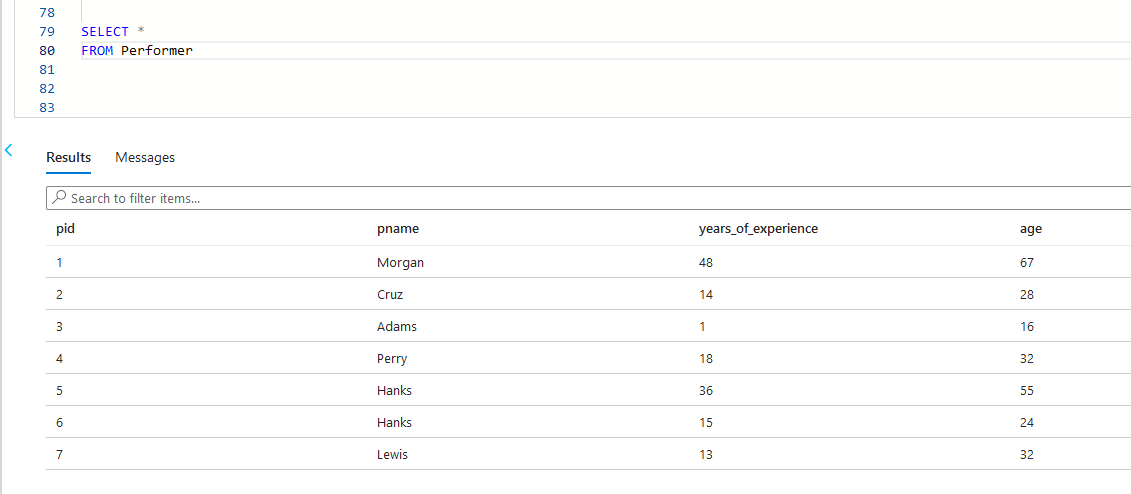 78
79 SELECT *
80 FROM Performer
81
82
83
Results Messages
Search to filter items...
pid pname years_of_experience age
1 Morgan 48 67
2 Cruz 14 28
3 Adams 1 16
4 Perry 18 32
5 Hanks 36 55
6 Hanks 15 24
7 Lewis 13 32